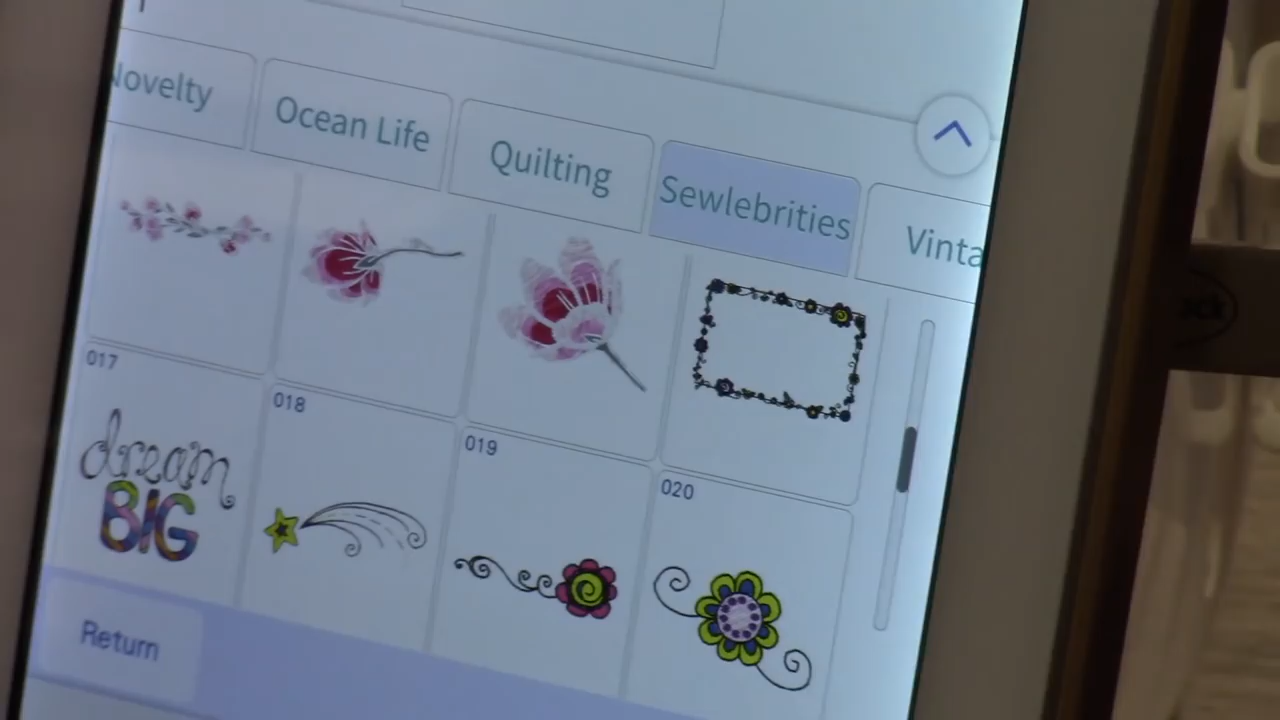 Novelty
Ocean Life
Quilting
Sewlebrities
Vinta
017
018
019
020
dream
BIG
Return